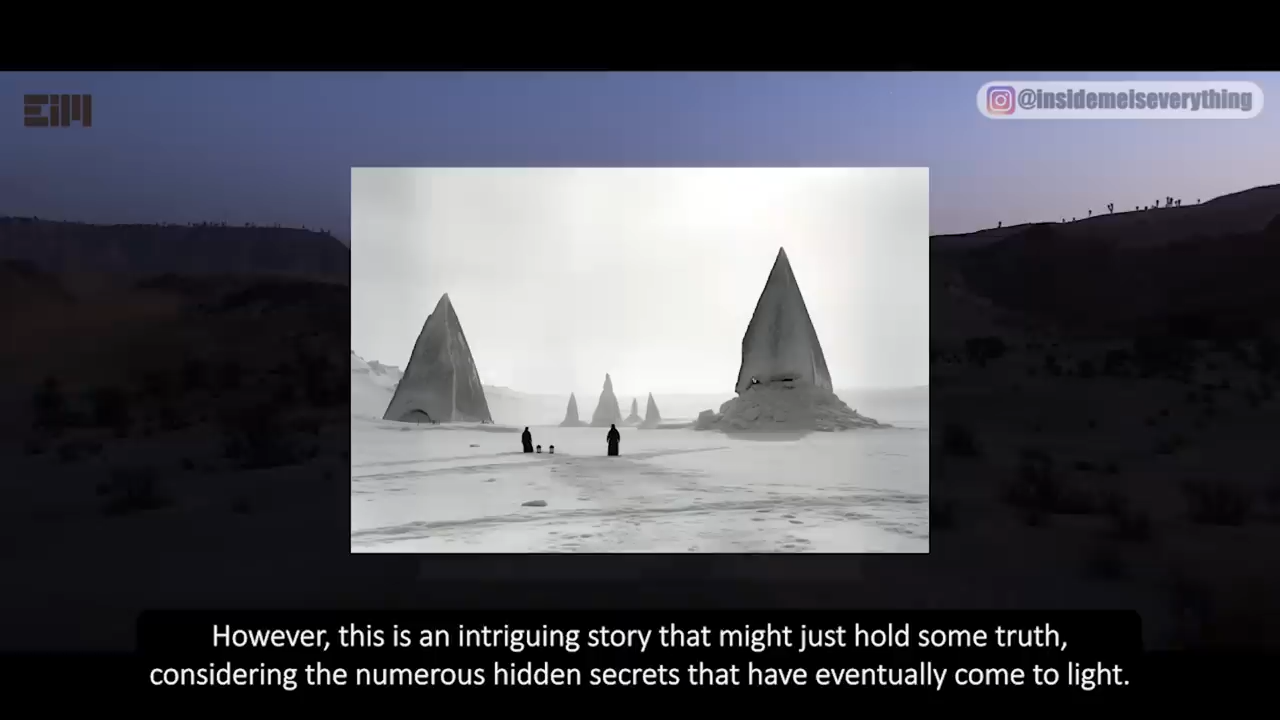 EiM
@insidemeiseverything
However, this is an intriguing story that might just hold some truth,
considering the numerous hidden secrets that have eventually come to light.